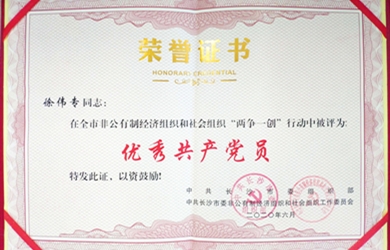 荣誉证书
HONORARY CREDENTIAL
徐伟专同志：
在全市非公有制经济组织和社会组织“两争一创”行动中被评为：
优秀共产党员
特发此证，以资鼓励！
中共长沙市委组织部
中共长沙市委非公有制经济组织和社会组织工作委员会
二〇二〇年六月